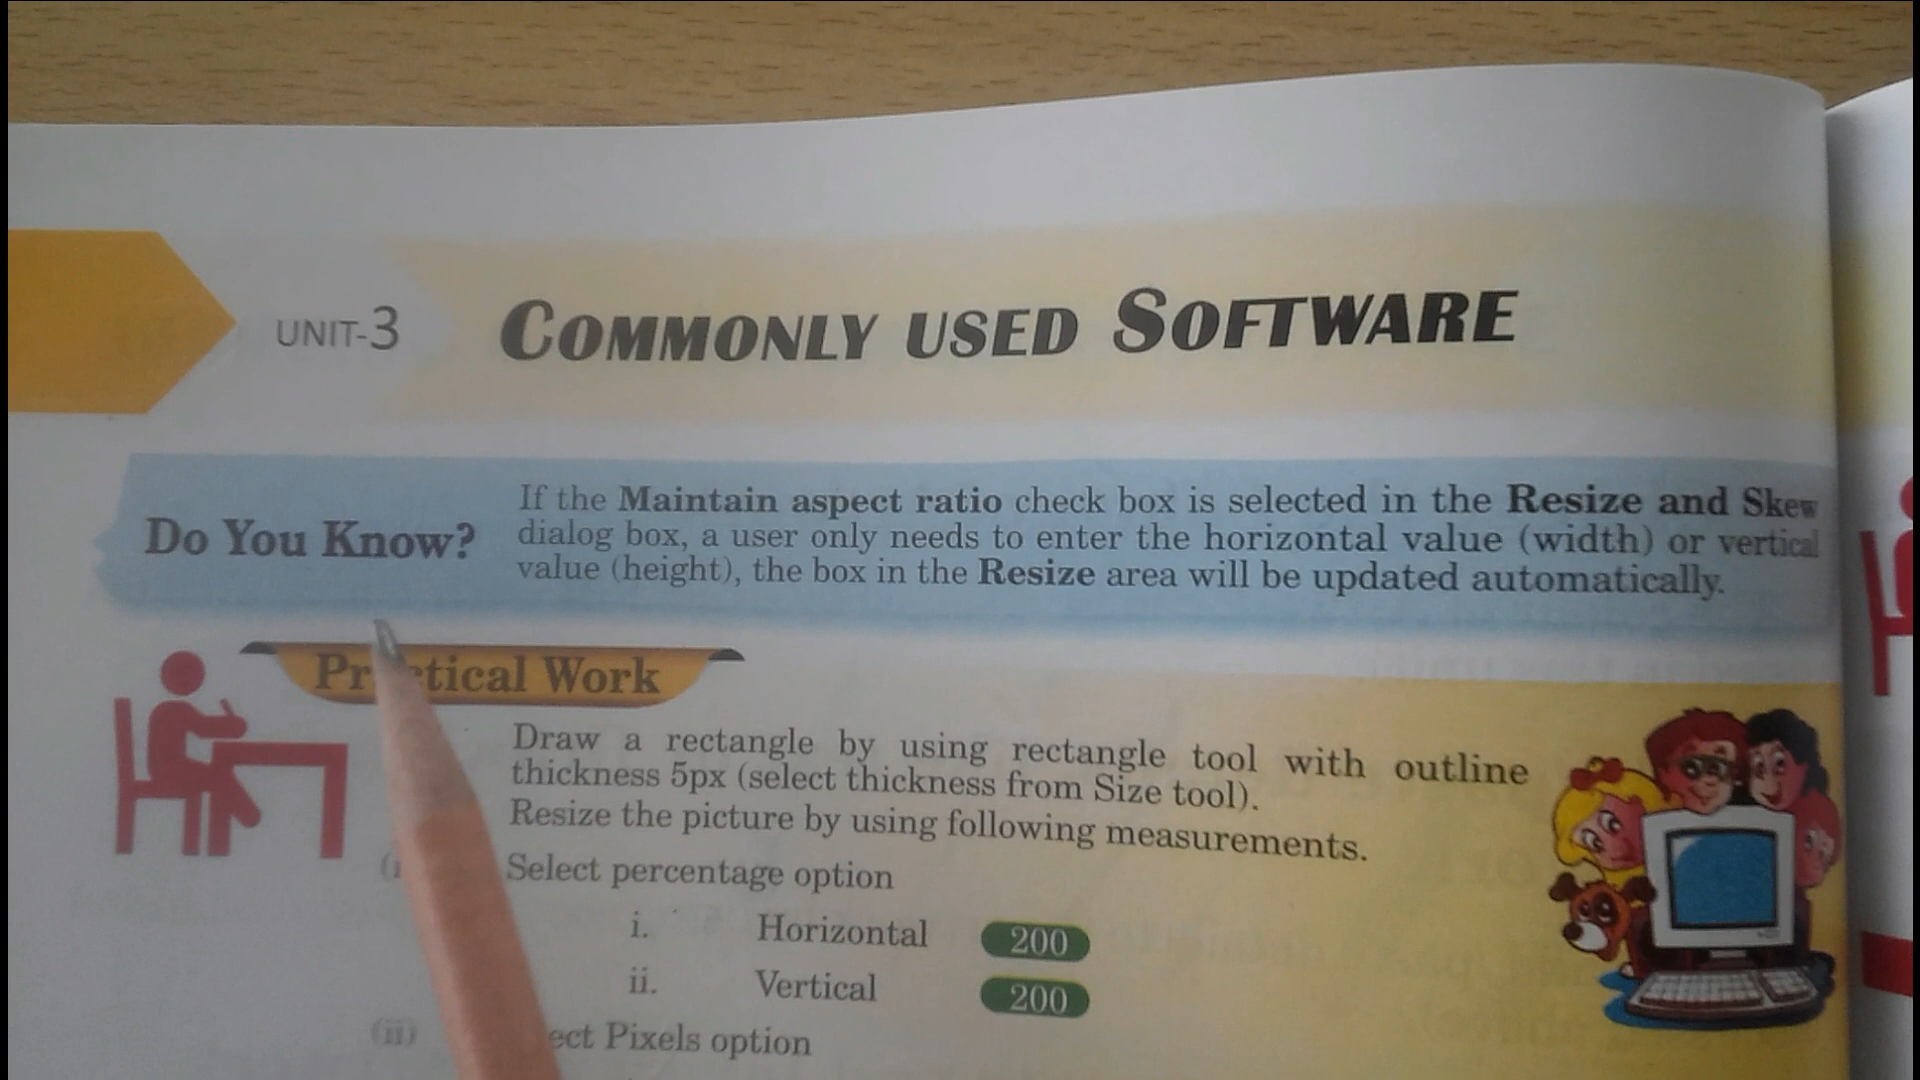 UNIT-3 COMMONLY USED SOFTWARE
Do You Know?
If the Maintain aspect ratio check box is selected in the Resize and Skew
dialog box, a user only needs to enter the horizontal value (width) or vertical
value (height), the box in the Resize area will be updated automatically.
Work
Draw a rectangle by using rectangle tool with outline
thickness 5px (select thickness from Size tool).
Resize the picture by using following measurements.
Select percentage option
i. Horizontal 200
ii. Vertical 200
(ii) Pixels option